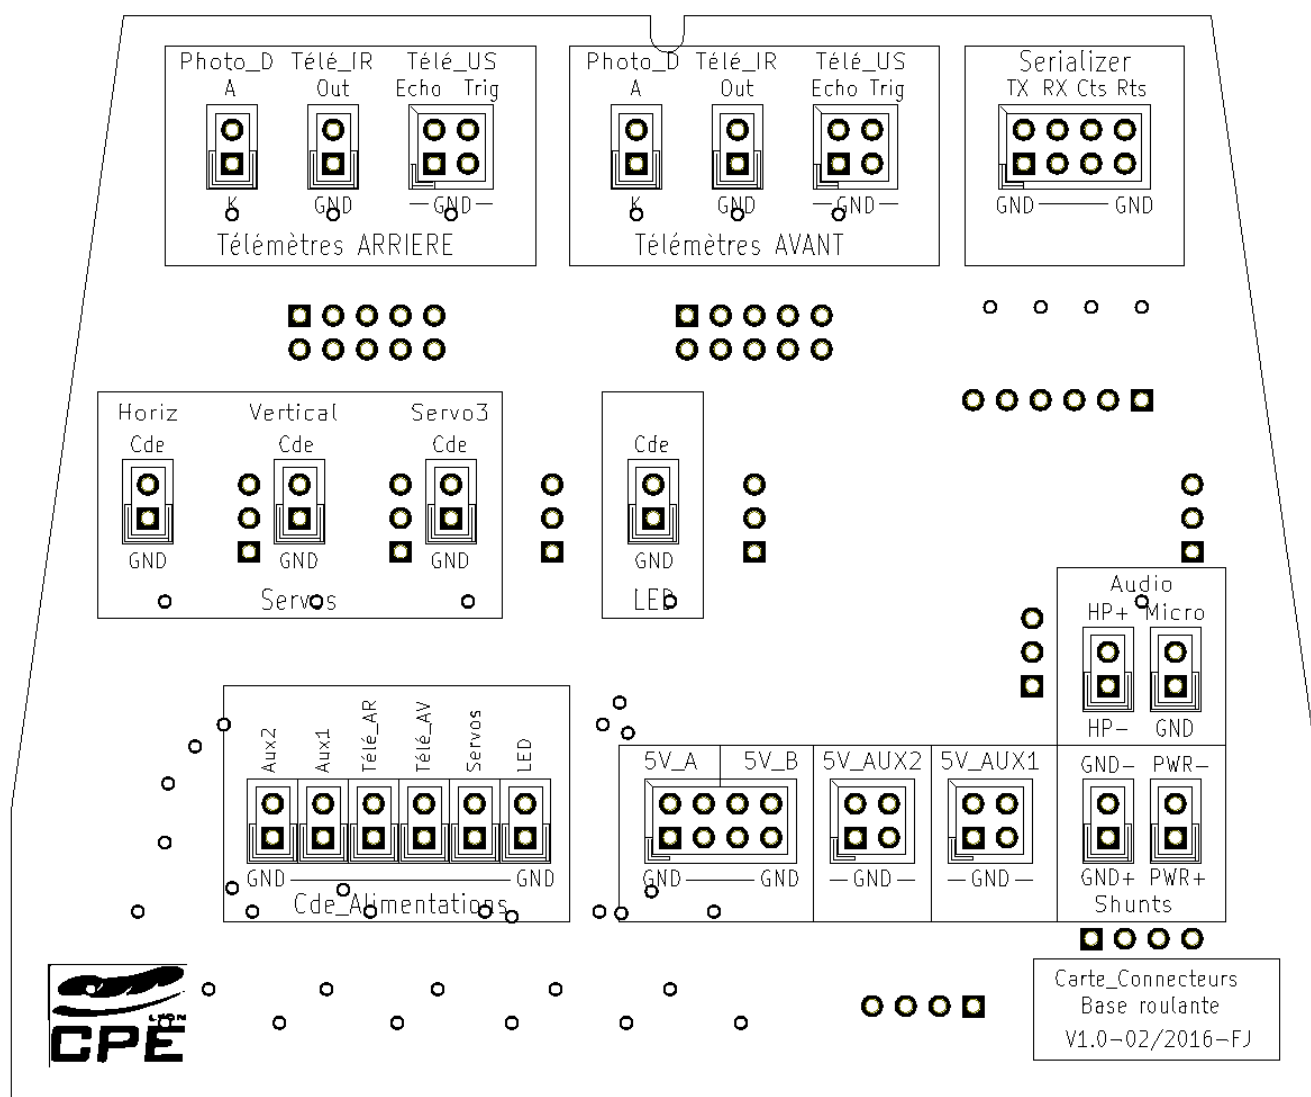 Photo_D Télé_IR Télé_US
A Out Echo Trig
K GND GND
Télémètres ARRIERE
Photo_D Télé_IR Télé_US
A Out Echo Trig
K GND GND
Télémètres AVANT
Serializer
TX RX Cts Rts
GND GND
Horiz Vertical Servo3
Cde Cde Cde
GND GND GND
Servos
Cde
GND
LED
Audio
HP+ Micro
HP- GND
Aux2 Aux1 Télé_AR Télé_AV Servos LED
GND GND
Cde_Alimentations
5V_A 5V_B 5V_AUX2 5V_AUX1
GND GND GND GND
GND- PWR-
GND+ PWR+
Shunts
LYON
CPE
Carte_Connecteurs
Base roulante
V1.0-02/2016-FJ